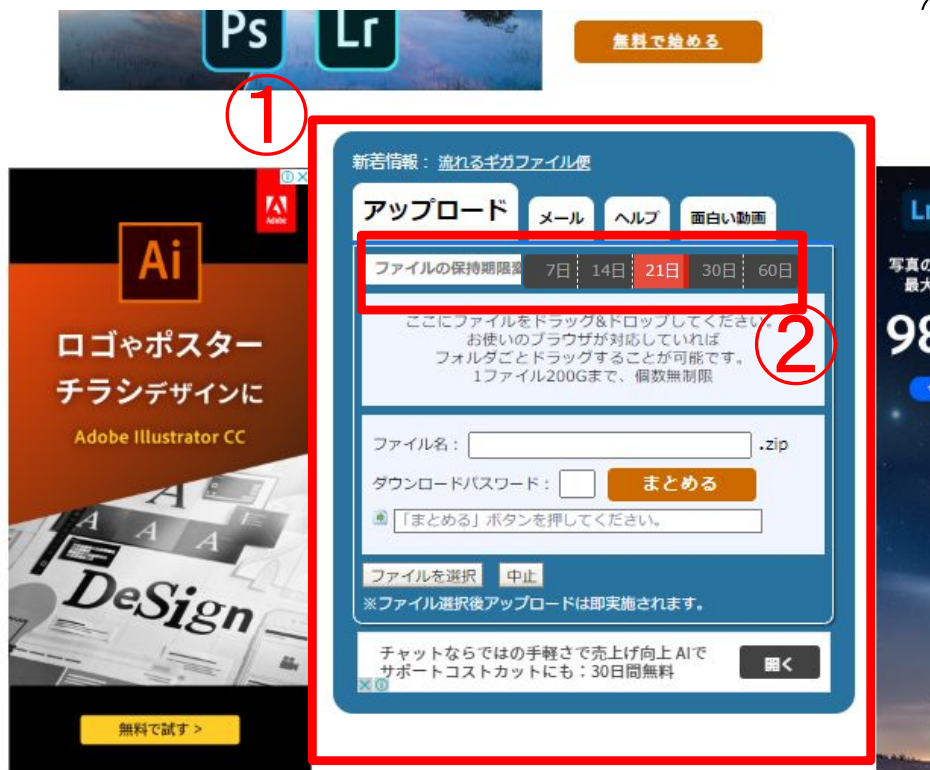 Ps Lr
無料で始める
①
新着情報： 流れるギガファイル便
アップロード メール ヘルプ 面白い動画
ファイルの保持期限変 7日 14日 21日 30日 60日
②
ここにファイルをドラッグ&ドロップしてください。
お使いのブラウザが対応していれば
フォルダごとドラッグすることが可能です。
1ファイル200Gまで、個数無制限
ファイル名： .zip
ダウンロードパスワード： まとめる
「まとめる」ボタンを押してください。
ファイルを選択 中止
※ファイル選択後アップロードは即実施されます。
チャットならではの手軽さで売上げ向上 AIで
サポートコストカットにも：30日間無料
開く
Adobe
Ai
ロゴやポスター
チラシデザインに
Adobe Illustrator CC
A
A A A
DeSign
無料で試す >
写真の
最大
98